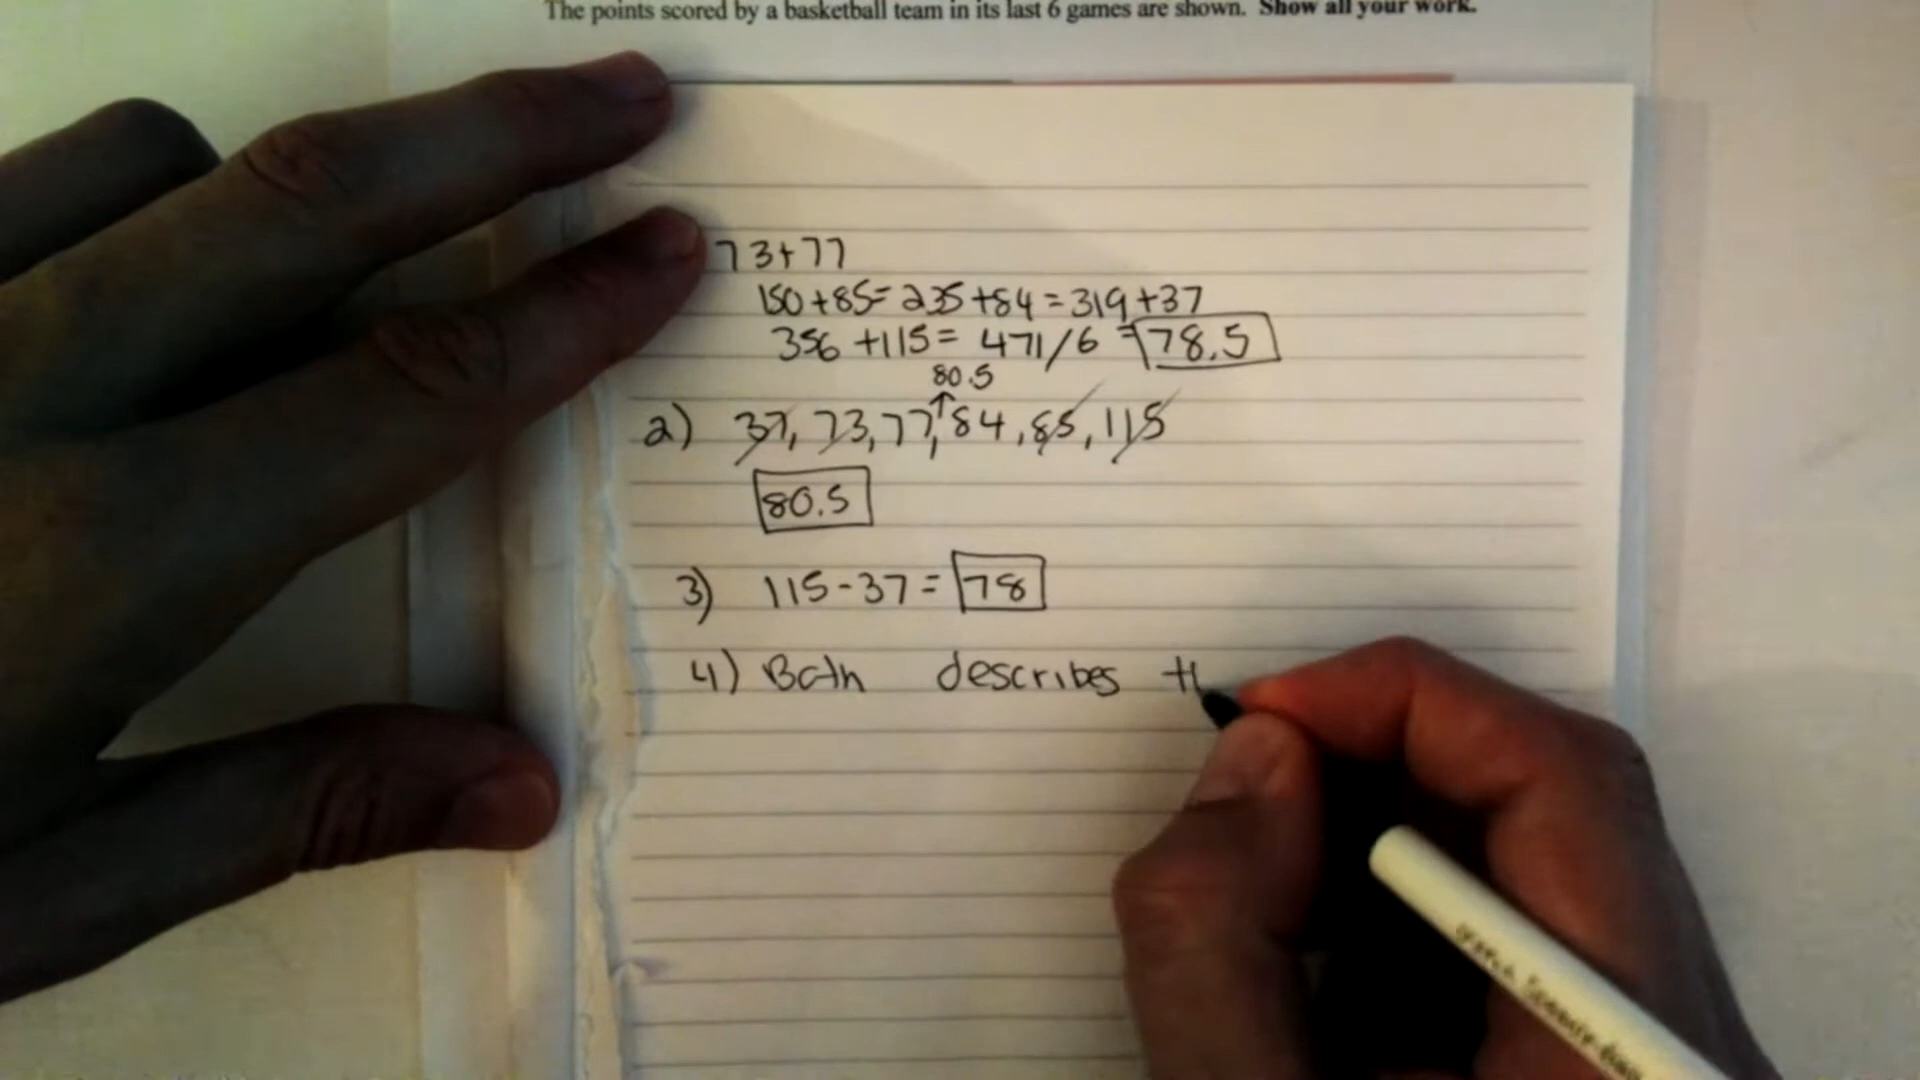 The points scored by a basketball team in its last 6 games are shown. Show all your work.
73+77
150+85=235+84=319+37
356+115= 471/6 = 78.5
80.5
2) 37, 73, 77, 84, 85, 115
80.5
3) 115-37= 78
4) Both describes th